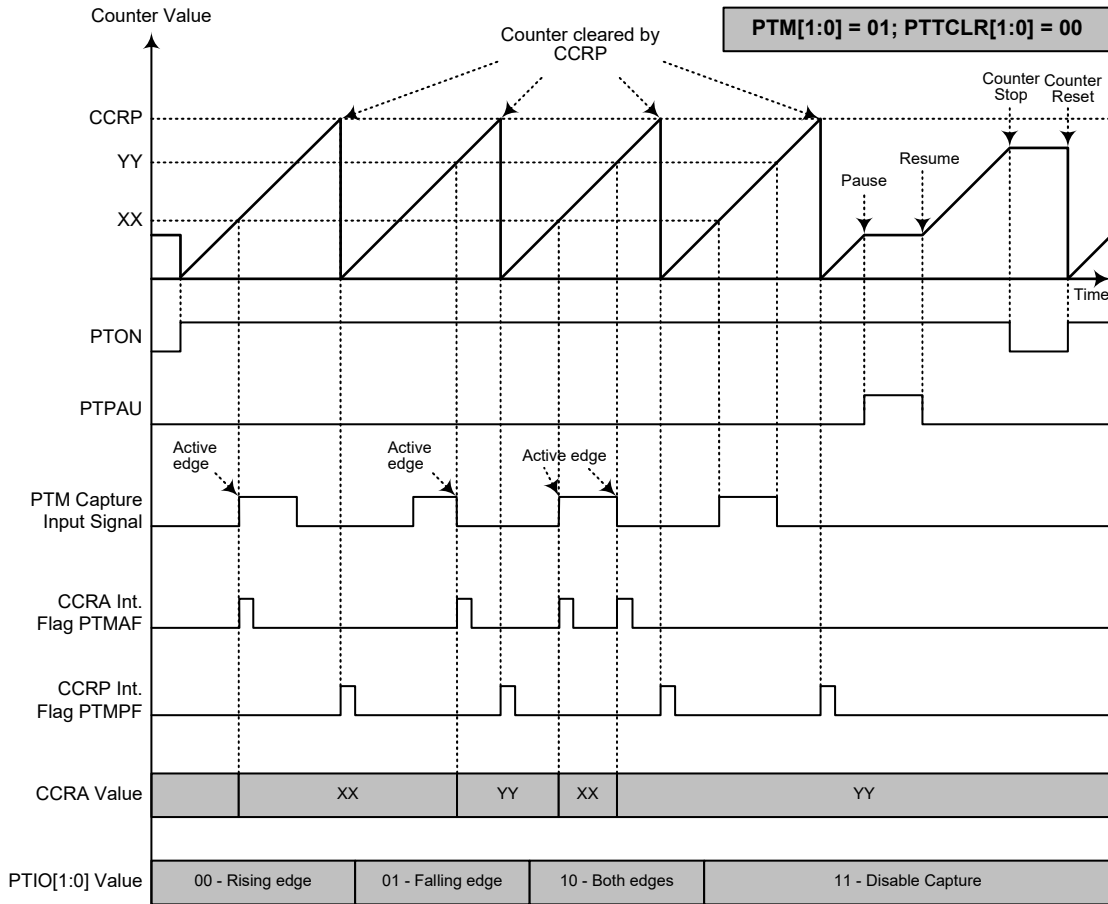 Counter Value
PTM[1:0] = 01; PTTCLR[1:0] = 00
Counter cleared by
CCRP
Counter
Stop
Counter
Reset
CCRP
YY
Resume
Pause
XX
Time
PTON
PTPAU
Active
edge
Active
edge
Active edge
PTM Capture
Input Signal
CCRA Int.
Flag PTMAF
CCRP Int.
Flag PTMPF
CCRA Value
XX
YY
XX
YY
PTIO[1:0] Value
00 - Rising edge
01 - Falling edge
10 - Both edges
11 - Disable Capture